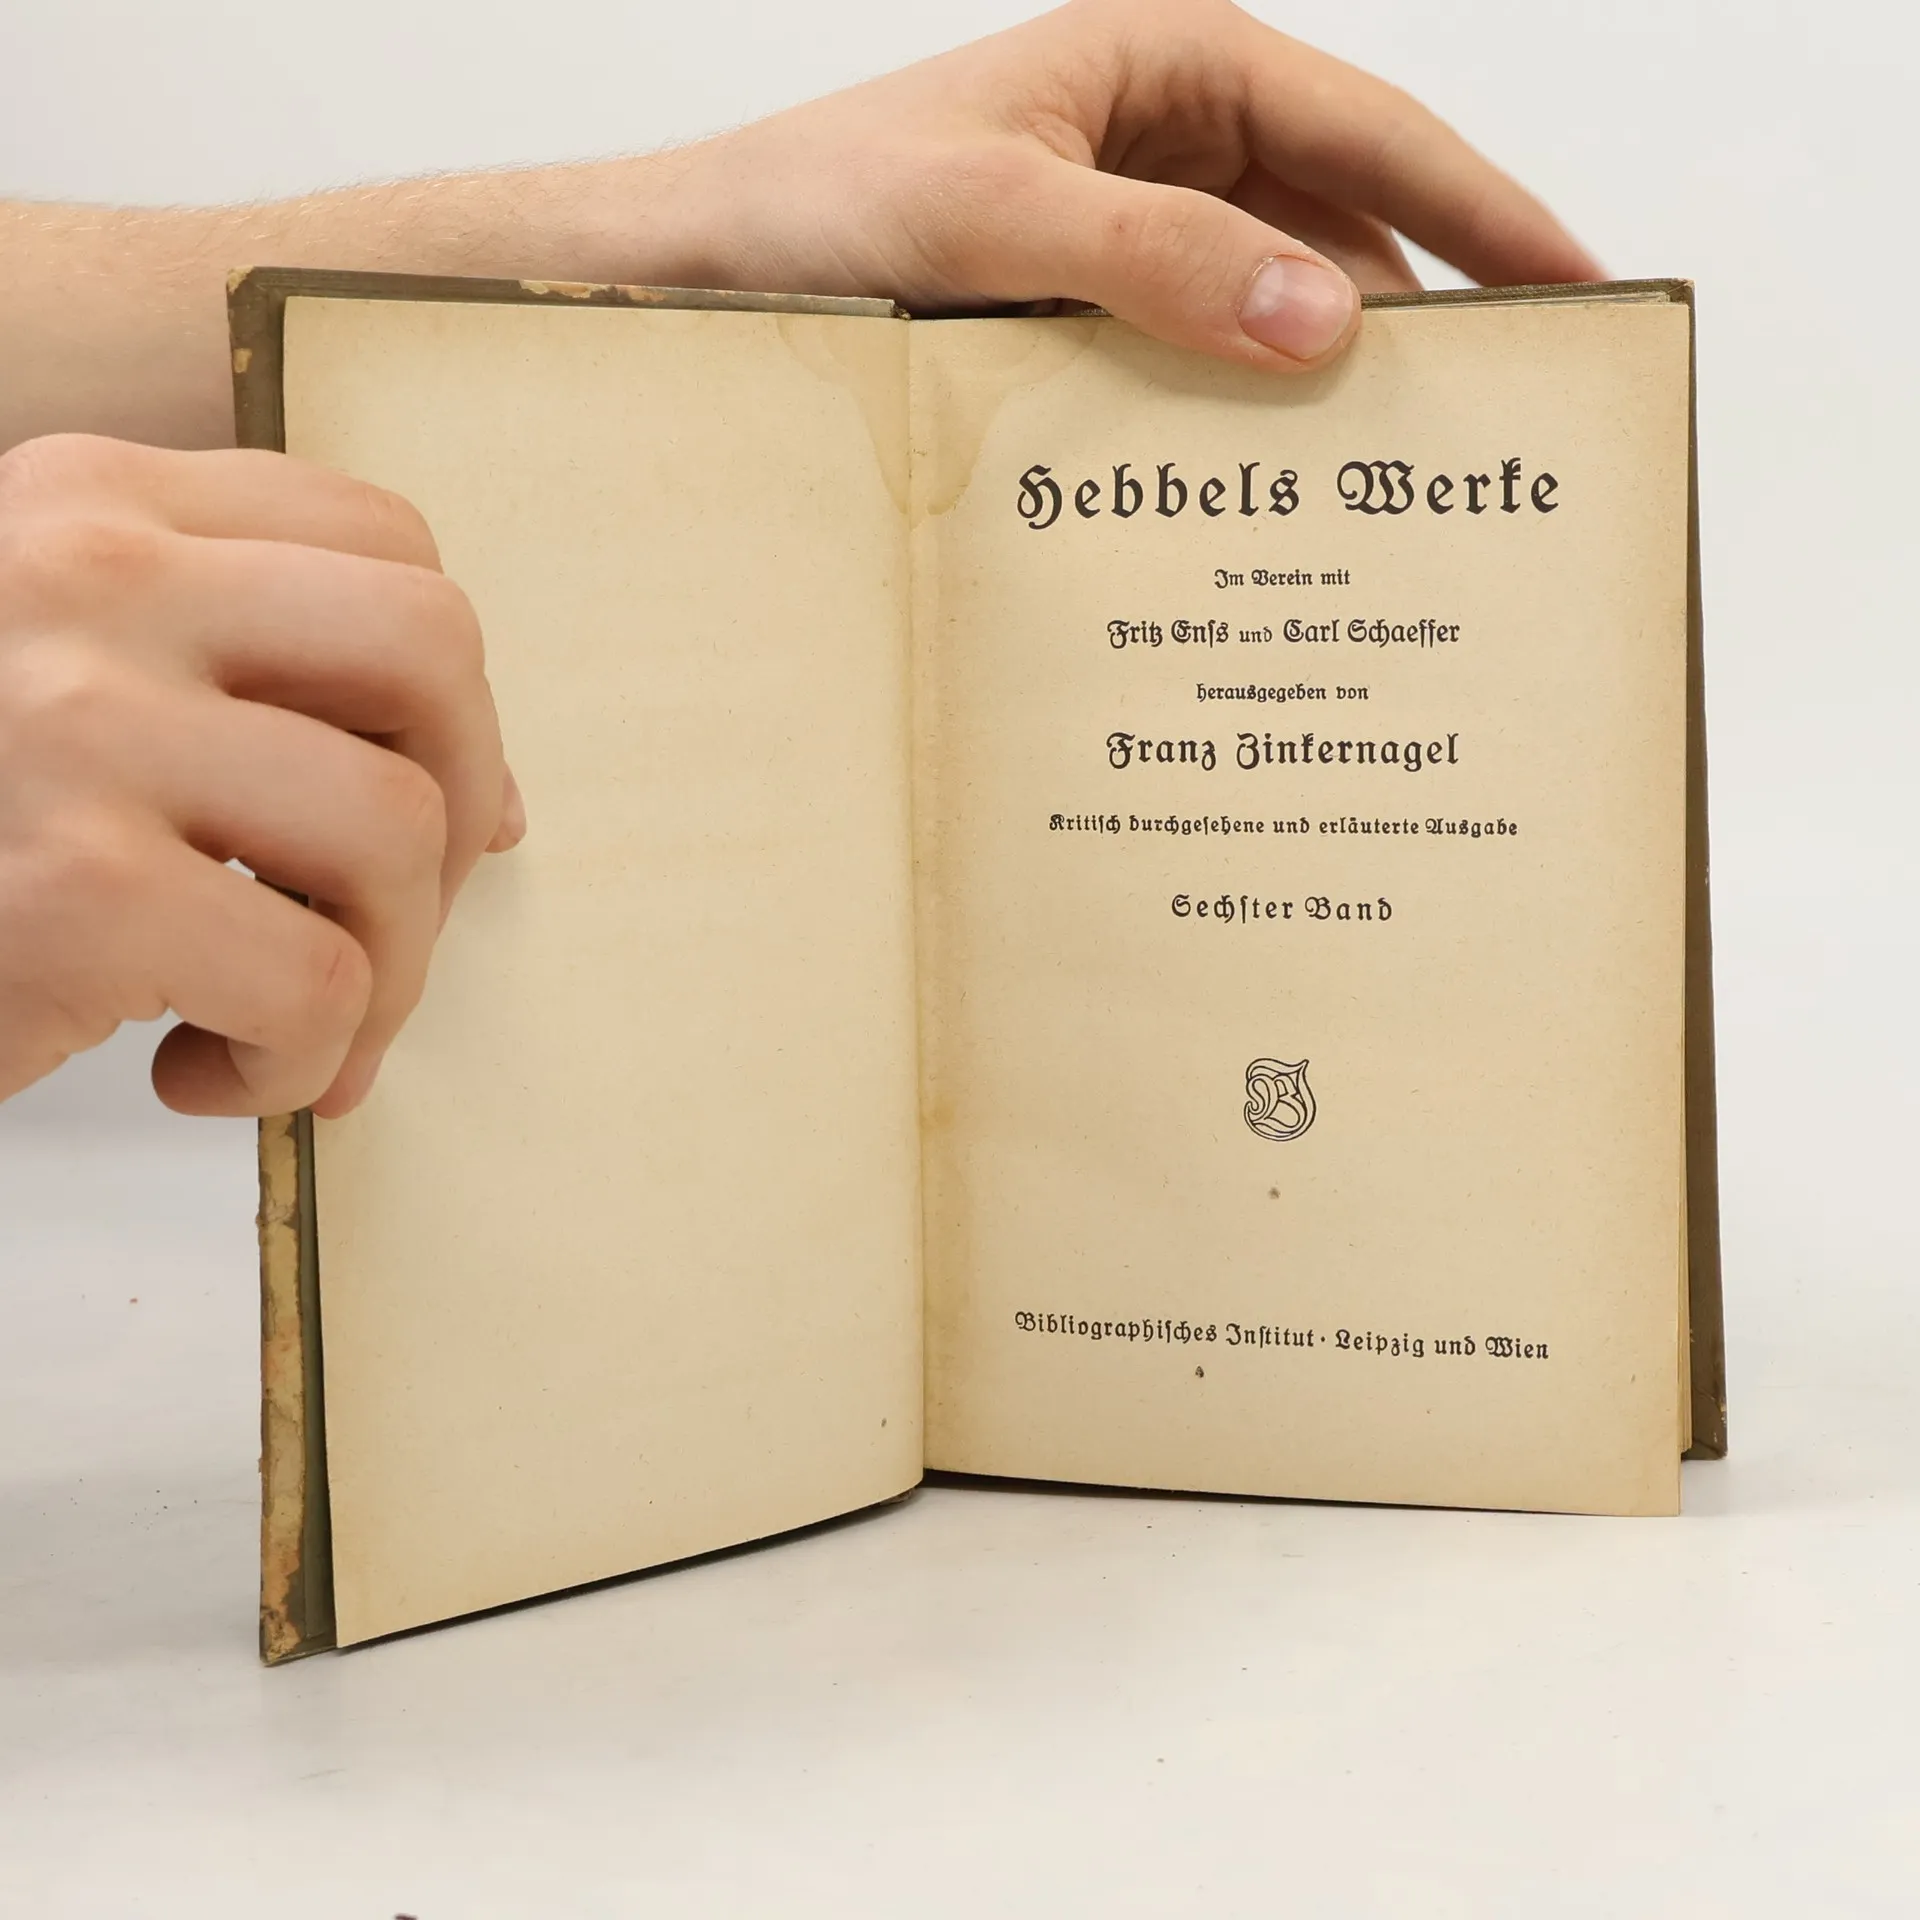 Hebbels Werke
Im Verein mit
Fritz Enſs und Carl Schaeffer
herausgegeben von
Franz Zinkernagel
Kritiſch durchgeſehene und erläuterte Ausgabe
Sechſter Band
BI
Bibliographiſches Inſtitut · Leipzig und Wien